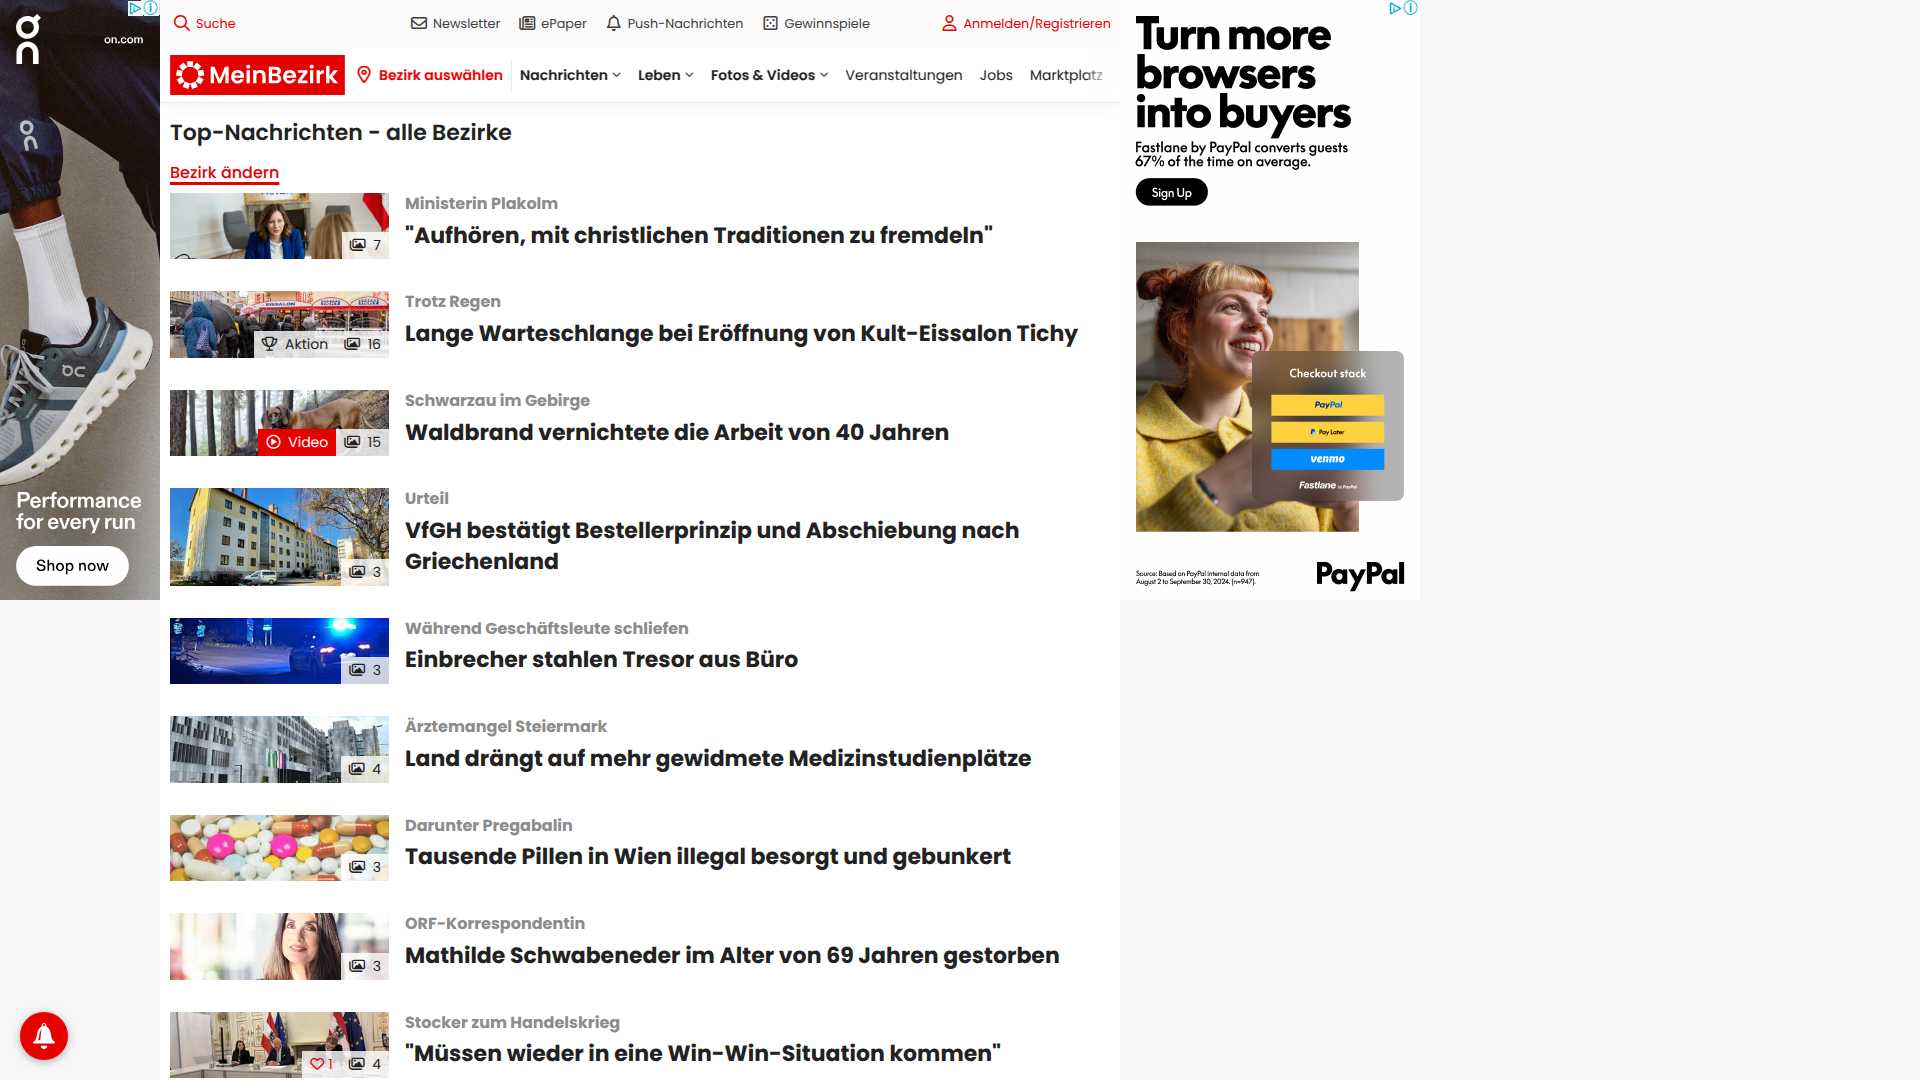 on.com
Performance
for every run
Shop now
Suche
Newsletter
ePaper
Push-Nachrichten
Gewinnspiele
Anmelden/Registrieren
MeinBezirk
Bezirk auswählen
Nachrichten
Leben
Fotos & Videos
Veranstaltungen
Jobs
Marktplatz
Top-Nachrichten - alle Bezirke
Bezirk ändern
7
Ministerin Plakolm
"Aufhören, mit christlichen Traditionen zu fremdeln"
Aktion 16
Trotz Regen
Lange Warteschlange bei Eröffnung von Kult-Eissalon Tichy
Video 15
Schwarzau im Gebirge
Waldbrand vernichtete die Arbeit von 40 Jahren
3
Urteil
VfGH bestätigt Bestellerprinzip und Abschiebung nach
Griechenland
3
Während Geschäftsleute schliefen
Einbrecher stahlen Tresor aus Büro
4
Ärztemangel Steiermark
Land drängt auf mehr gewidmete Medizinstudienplätze
3
Darunter Pregabalin
Tausende Pillen in Wien illegal besorgt und gebunkert
3
ORF-Korrespondentin
Mathilde Schwabeneder im Alter von 69 Jahren gestorben
1 4
Stocker zum Handelskrieg
"Müssen wieder in eine Win-Win-Situation kommen"
Turn more
browsers
into buyers
Fastlane by PayPal converts guests
67% of the time on average.
Sign Up
Checkout stack
PayPal
Pay Later
venmo
Fastlane by PayPal
Source: Based on PayPal internal data from
August 2 to September 30, 2024. (n=947).
PayPal